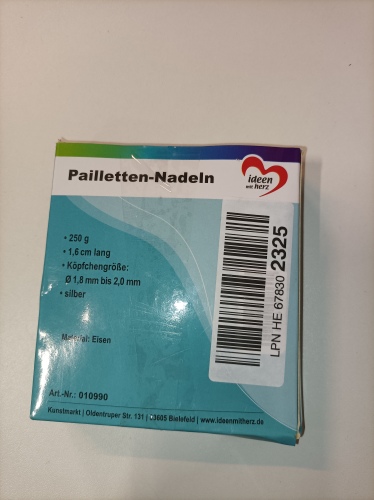 Pailletten-Nadeln
ideen
mit herz
• 250 g
• 1,6 cm lang
• Köpfchengröße:
Ø 1,8 mm bis 2,0 mm
• silber
Material: Eisen
LPN HE 67830 2325
Art.-Nr.: 010990
Kunstmarkt | Oldentruper Str. 131 | 33605 Bielefeld | www.ideenmitherz.de